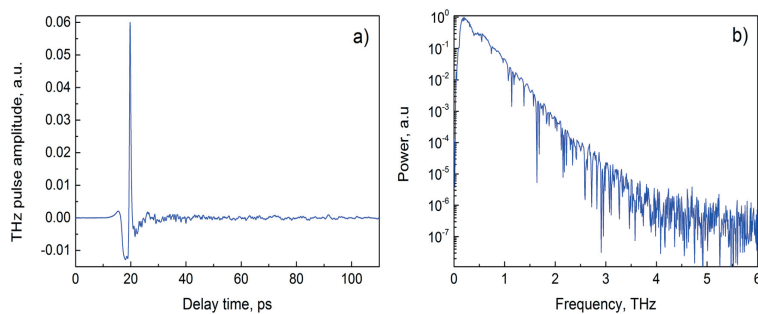 a)
THz pulse amplitude, a.u.
0.06
0.05
0.04
0.03
0.02
0.01
0.00
-0.01
0 20 40 60 80 100
Delay time, ps
b)
Power, a.u
10⁰
10⁻¹
10⁻²
10⁻³
10⁻⁴
10⁻⁵
10⁻⁶
10⁻⁷
0 1 2 3 4 5 6
Frequency, THz